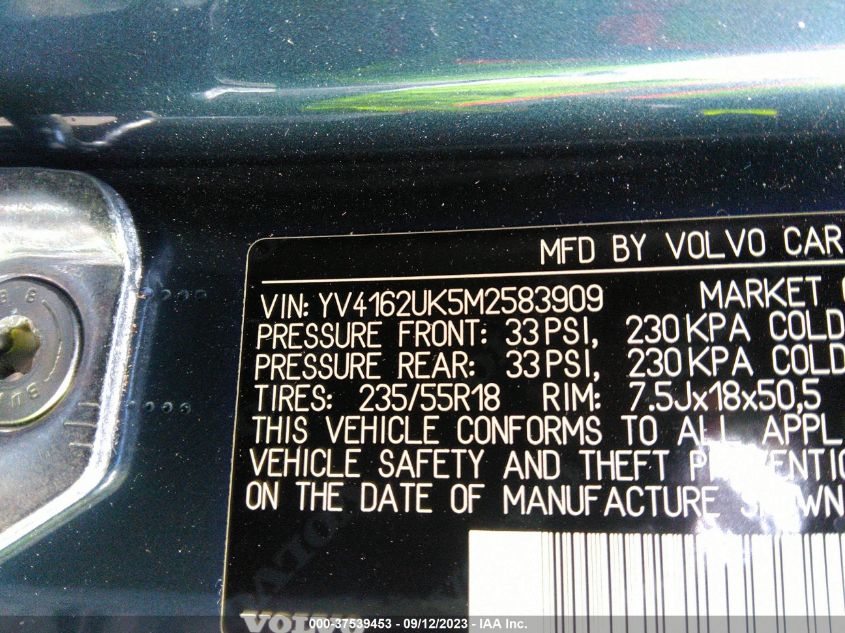 MFD BY VOLVO CAR
VIN: YV4162UK5M2583909 MARKET
PRESSURE FRONT: 33 PSI, 230 KPA COLD
PRESSURE REAR: 33 PSI, 230 KPA COLD
TIRES: 235/55R18 RIM: 7.5Jx18x50,5
THIS VEHICLE CONFORMS TO ALL APPL
VEHICLE SAFETY AND THEFT
ON THE DATE OF MANUFACTURE
VOLVO
000-37539453 - 09/12/2023 - IAA Inc.